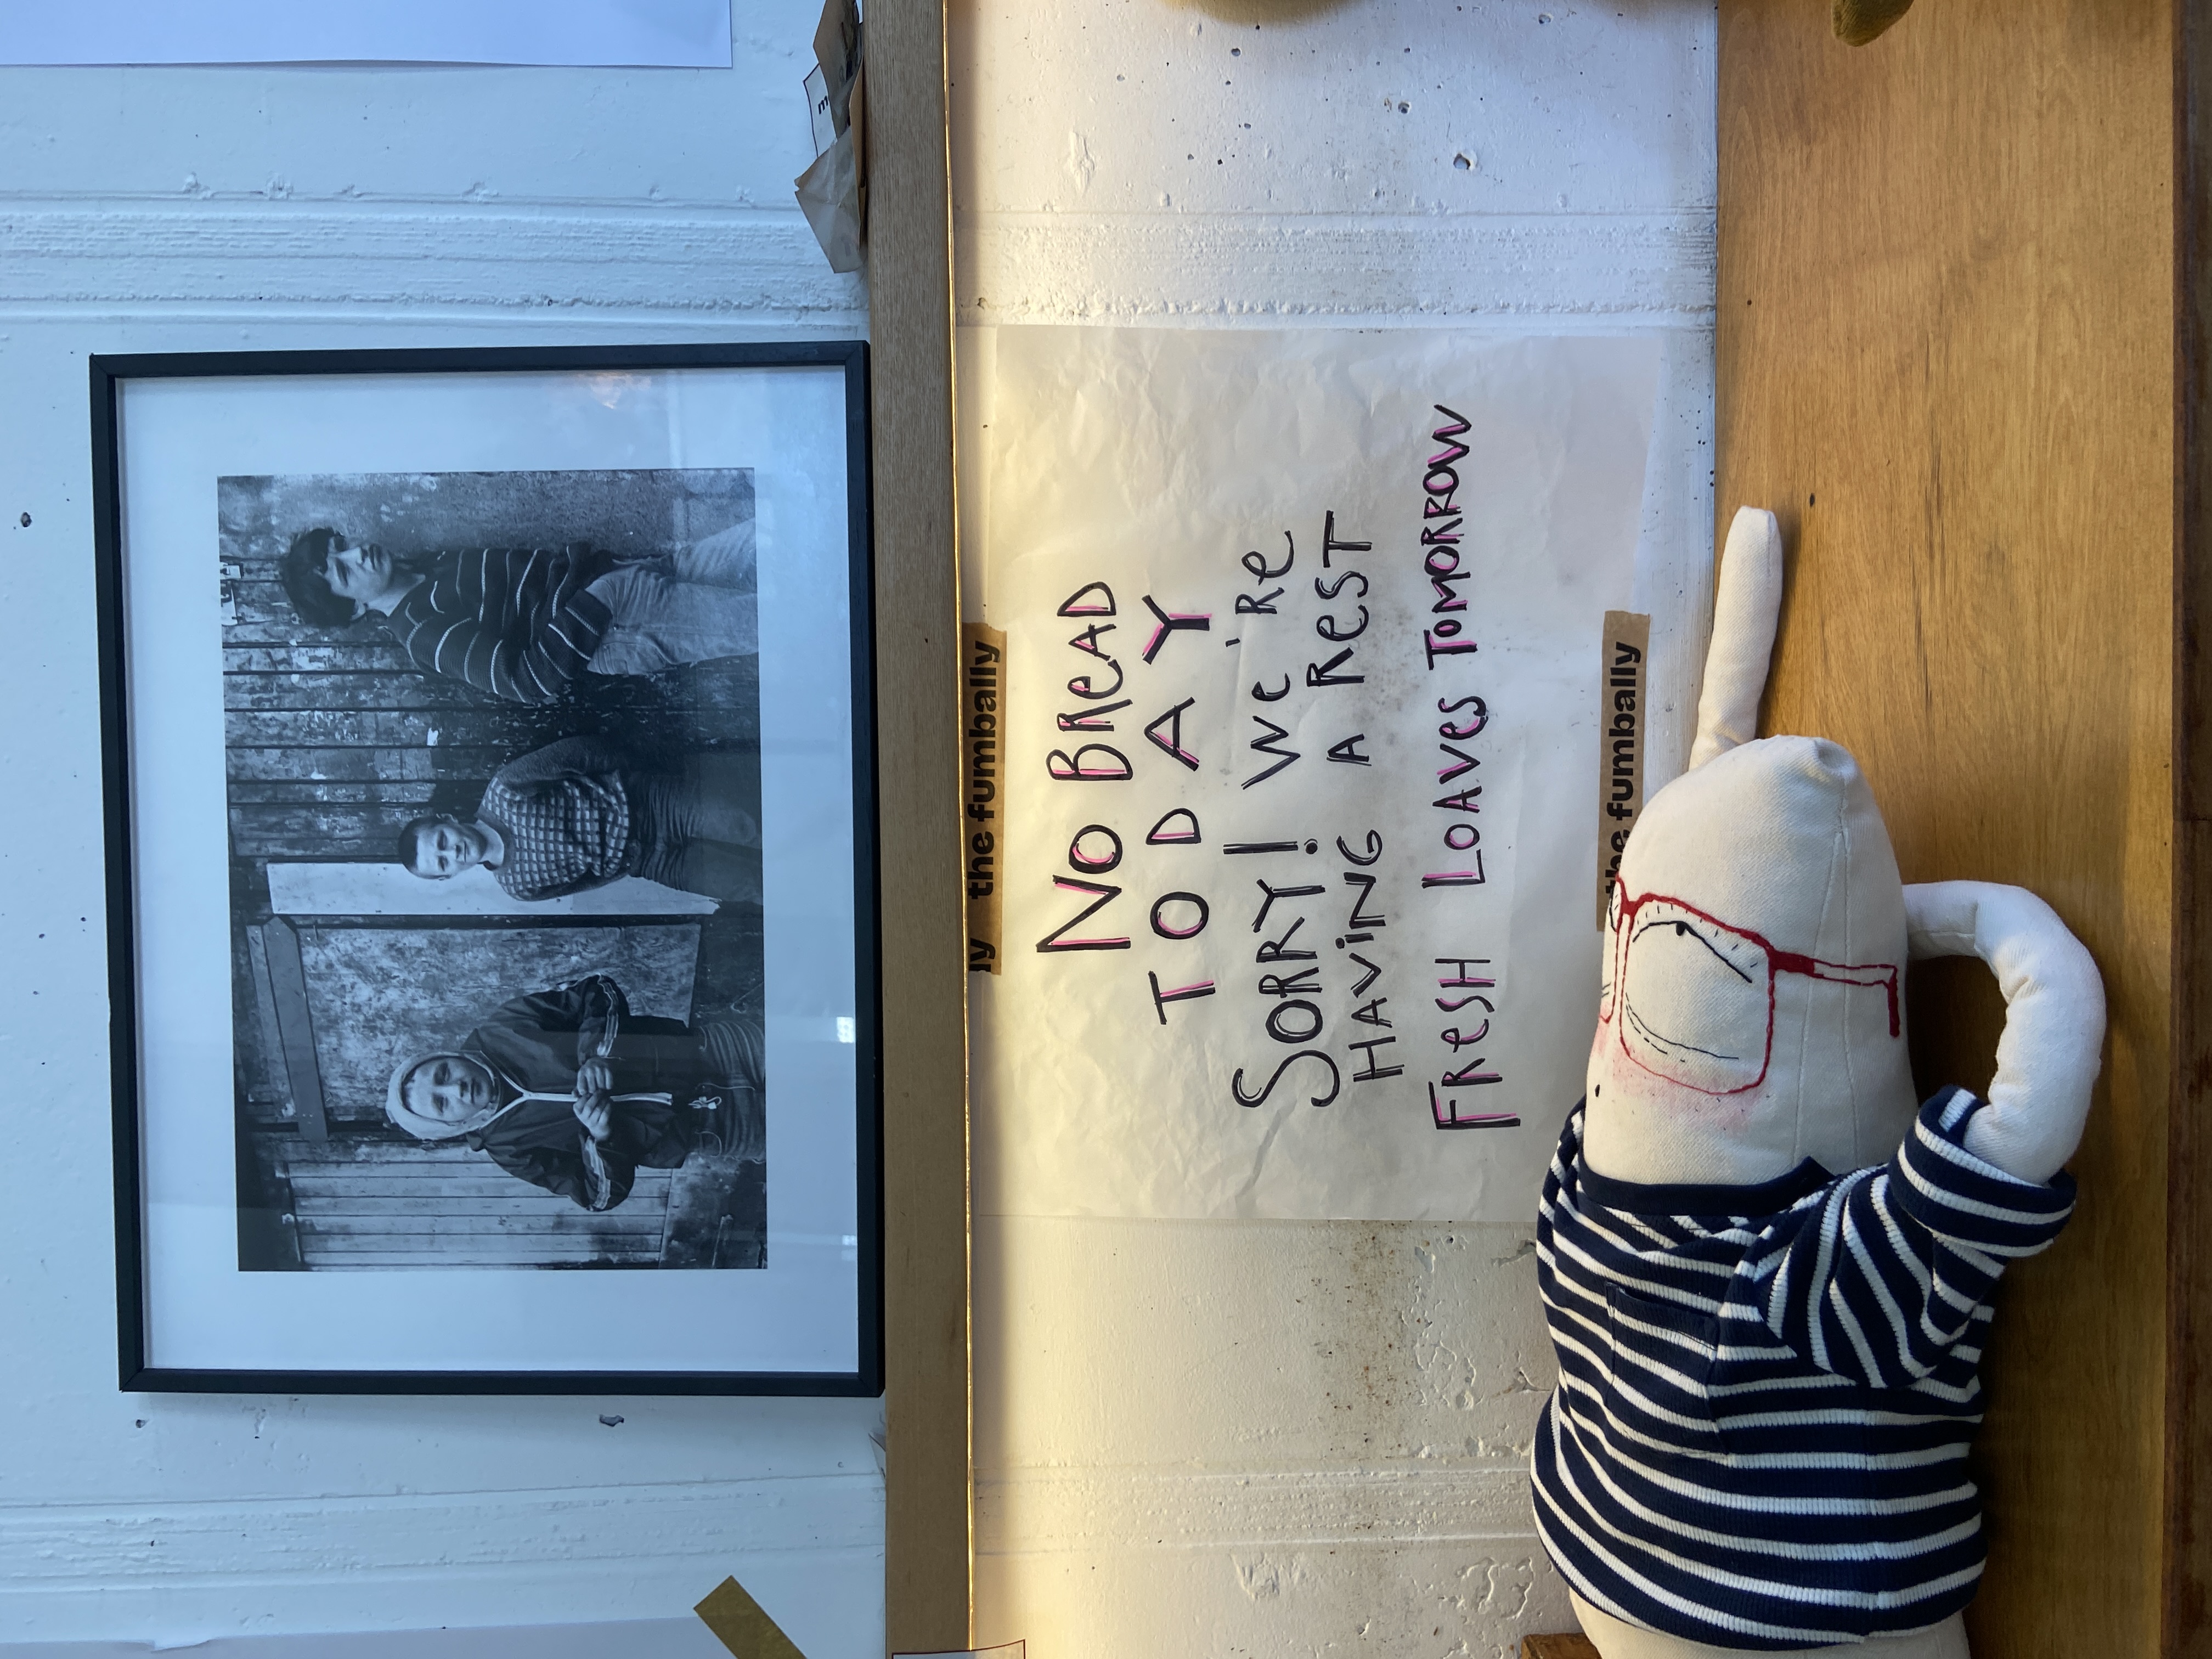 ly the fumbally
NO BREAD
TODAY
SORRY! WE'RE
HAVING A REST
FRESH LOAVES TOMORROW
the fumbally